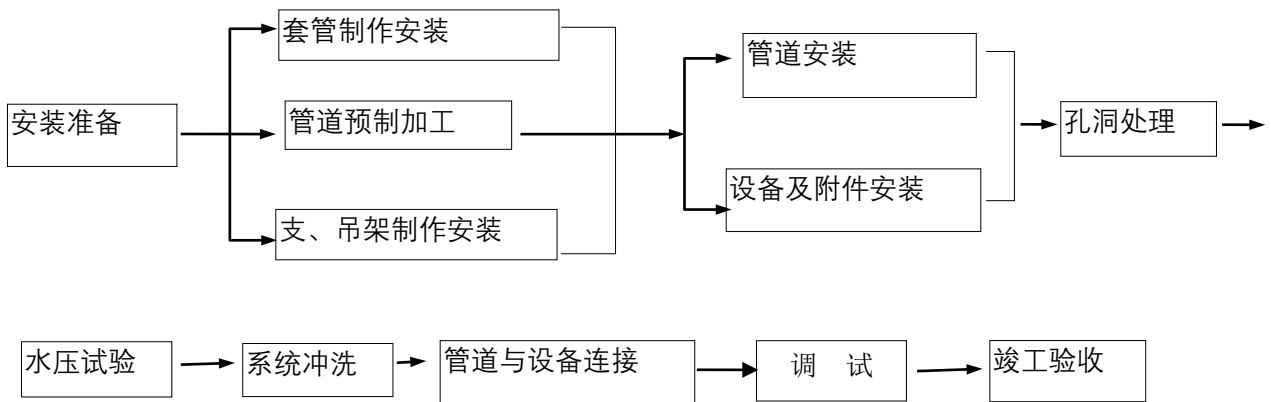 套管制作安装
管道安装
安装准备
管道预制加工
孔洞处理
设备及附件安装
支、吊架制作安装
水压试验
系统冲洗
管道与设备连接
调 试
竣工验收